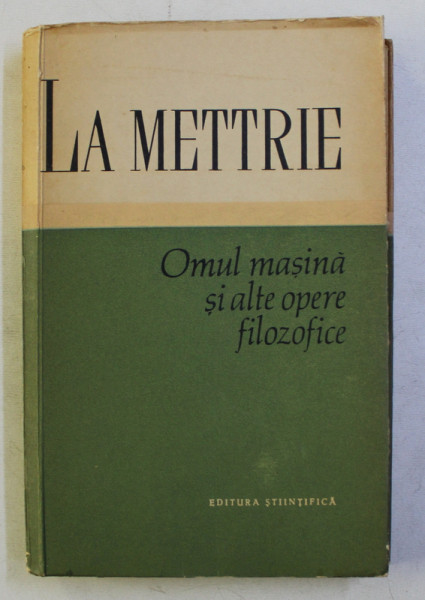 LA METTRIE
Omul mașină
și alte opere
filozofice
EDITURA ȘTIINȚIFICĂ